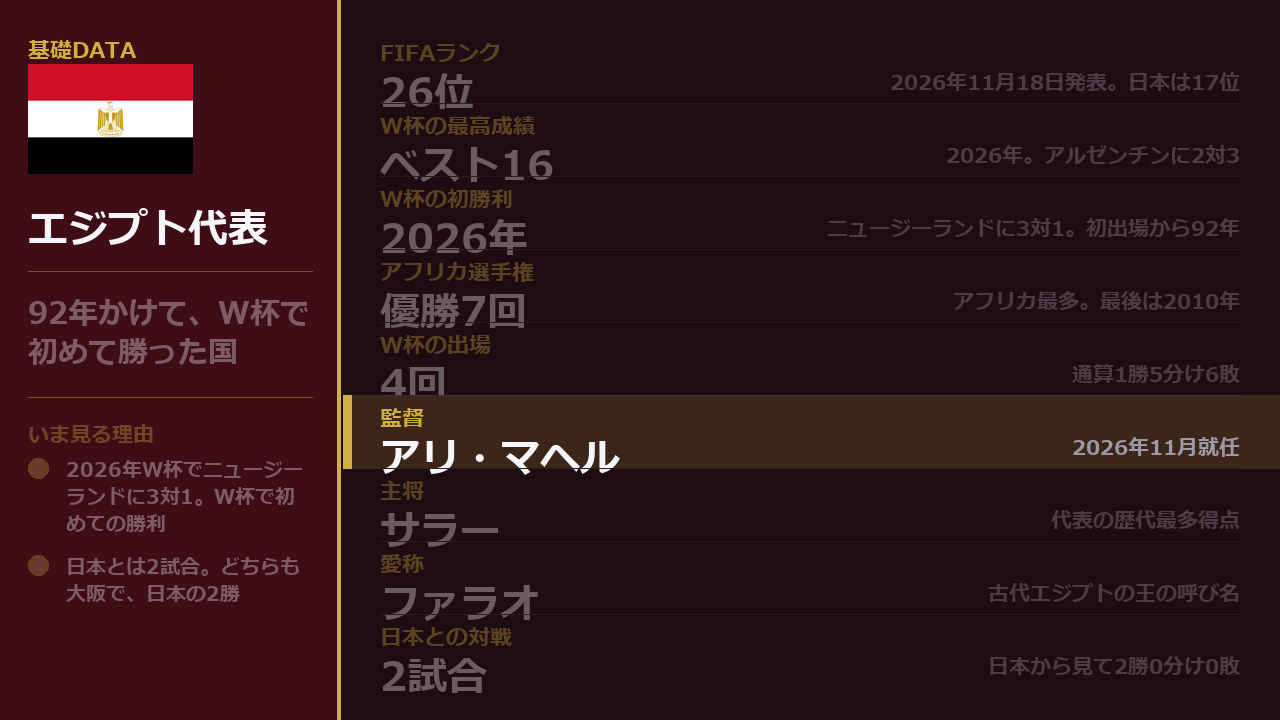 基礎DATA
エジプト代表
92年かけて、W杯で
初めて勝った国
いま見る理由
2026年W杯でニュージー
ランドに3対1。W杯で初
めての勝利
日本とは2試合。どちらも
大阪で、日本の2勝
FIFAランク
26位
2026年11月18日発表。日本は17位
W杯の最高成績
ベスト16
2026年。アルゼンチンに2対3
W杯の初勝利
2026年
ニュージーランドに3対1。初出場から92年
アフリカ選手権
優勝7回
アフリカ最多。最後は2010年
W杯の出場
4回
通算1勝5分け6敗
監督
アリ・マヘル
2026年11月就任
主将
サラー
代表の歴代最多得点
愛称
ファラオ
古代エジプトの王の呼び名
日本との対戦
2試合
日本から見て2勝0分け0敗